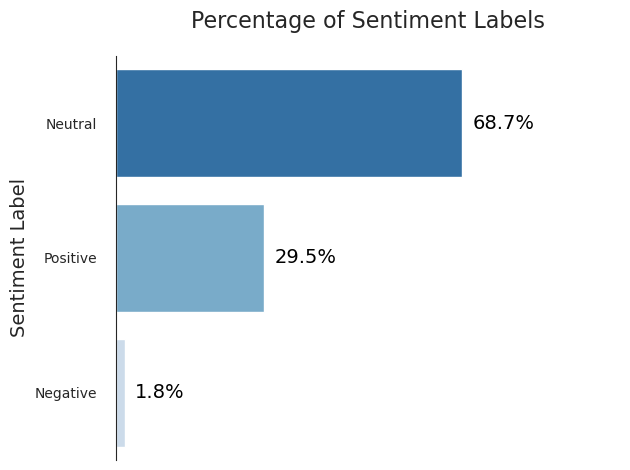 Percentage of Sentiment Labels
Sentiment Label
Neutral
68.7%
Positive
29.5%
Negative
1.8%